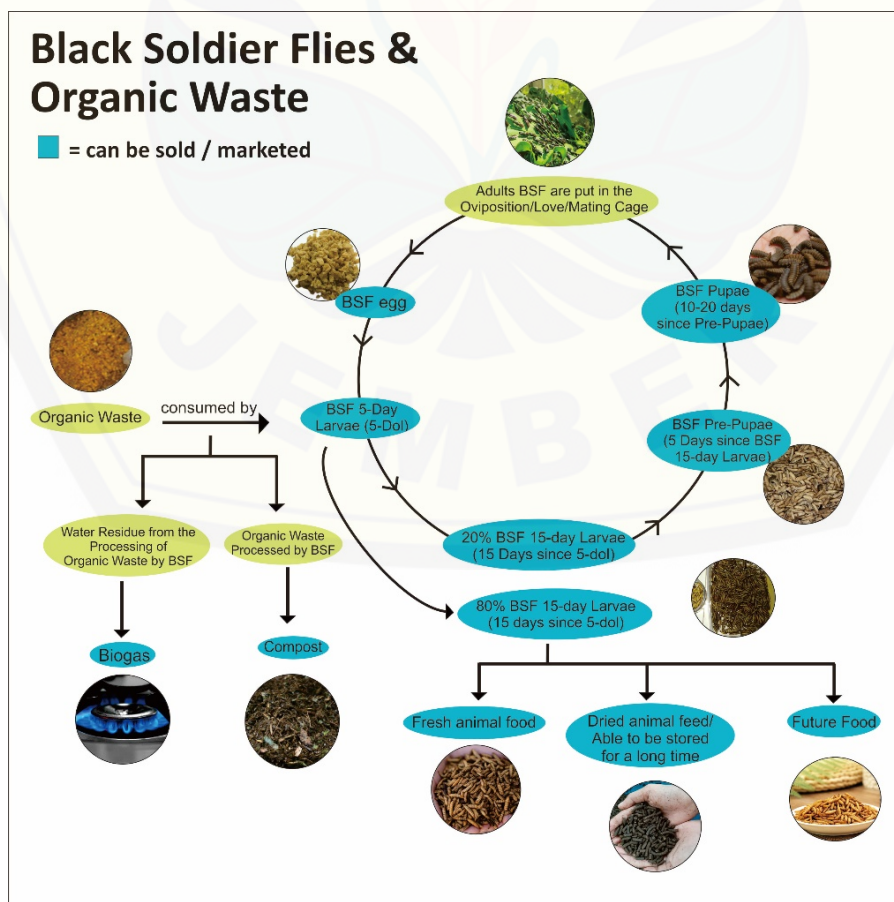 Black Soldier Flies &
Organic Waste
= can be sold / marketed
Adults BSF are put in the
Oviposition/Love/Mating Cage
BSF egg
BSF Pupae
(10-20 days
since Pre-Pupae)
Organic Waste
consumed by
BSF 5-Day
Larvae (5-Dol)
BSF Pre-Pupae
(5 Days since BSF
15-day Larvae)
Water Residue from the
Processing of
Organic Waste by BSF
Organic Waste
Processed by BSF
20% BSF 15-day Larvae
(15 Days since 5-dol)
80% BSF 15-day Larvae
(15 days since 5-dol)
Biogas
Compost
Fresh animal food
Dried animal feed/
Able to be stored
for a long time
Future Food
JEMBER